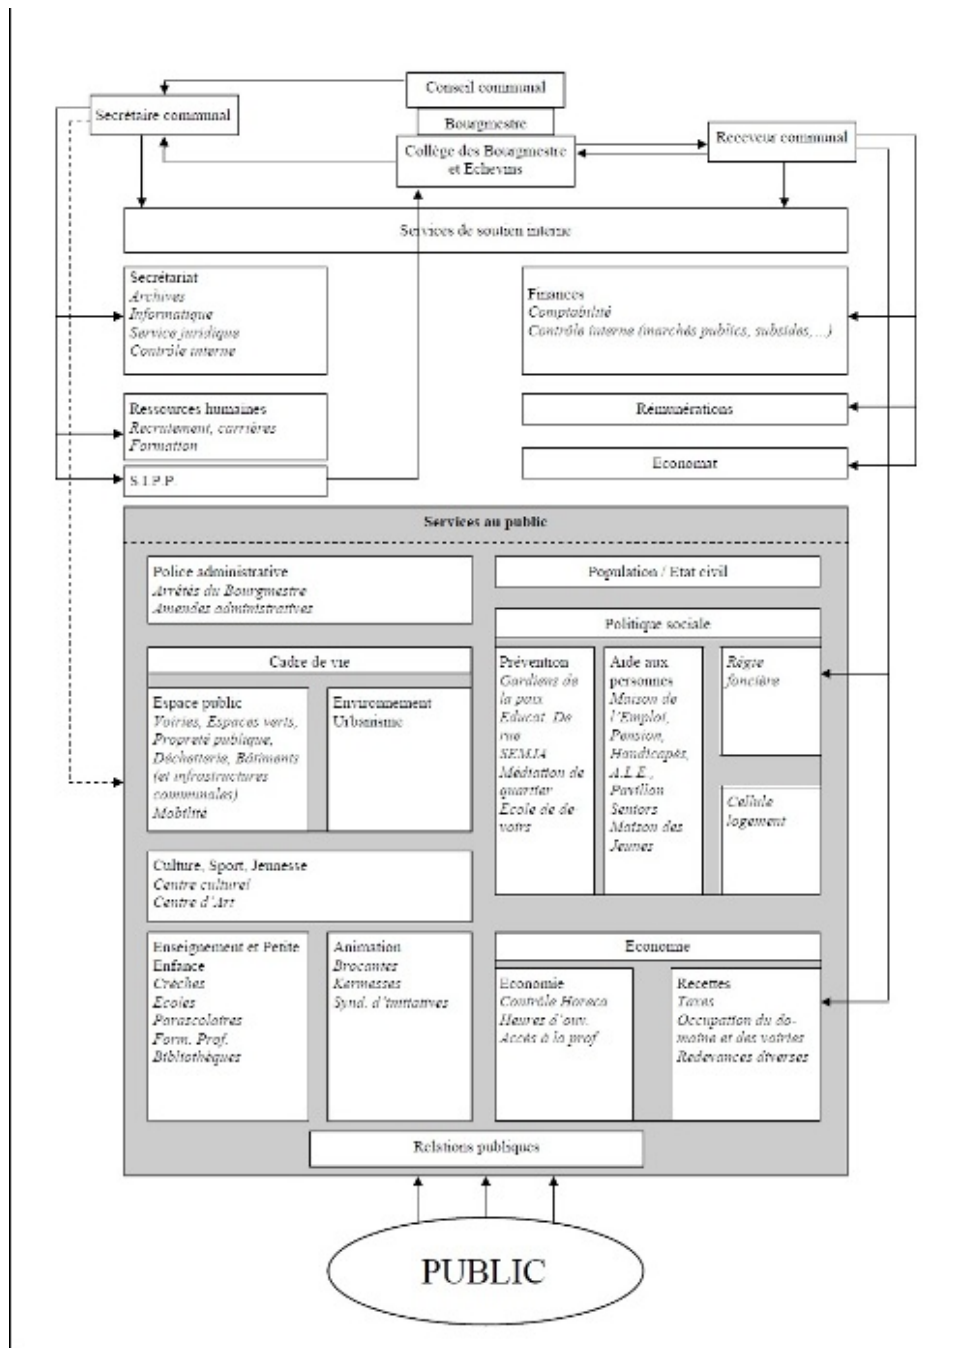 Conseil communal
Secrétaire communal
Bourgmestre
Receveur communal
Collège des Bourgmestre
et Echevins
Services de soutien interne
Secrétariat
Archives
Informatique
Service juridique
Contrôle interne
Finances
Comptabilité
Contrôle interne (marchés publics, subsides,...)
Ressources humaines
Recrutement, carrières
Formation
Rémunérations
Economat
S.I.P.P.
Services au public
Police administrative
Arrêtés du Bourgmestre
Amendes administratives
Population / Etat civil
Politique sociale
Cadre de vie
Espace public
Voiries, Espaces verts,
Propreté publique,
Déchetterie, Bâtiments
(et infrastructures
communales)
Mobilité
Environnement
Urbanisme
Prévention
Gardiens de
la paix
Educat. De
rue
SEMJA
Médiation de
quartier
Ecole de de-
voirs
Aide aux
personnes
Maison de
l'Emploi,
Pension,
Handicapés,
A.L.E.,
Pavillon
Seniors
Maison des
Jeunes
Régie
foncière
Cellule
logement
Culture, Sport, Jeunesse
Centre culturel
Centre d'Art
Enseignement et Petite
Enfance
Crèches
Ecoles
Parascolaires
Form. Prof.
Bibliothèques
Animation
Brocantes
Kermesses
Synd. d'initiatives
Economie
Economie
Contrôle Horeca
Heures d'ouv.
Accès à la prof
Recettes
Taxes
Occupation du do-
maine et des voiries
Redevances diverses
Relations publiques
PUBLIC